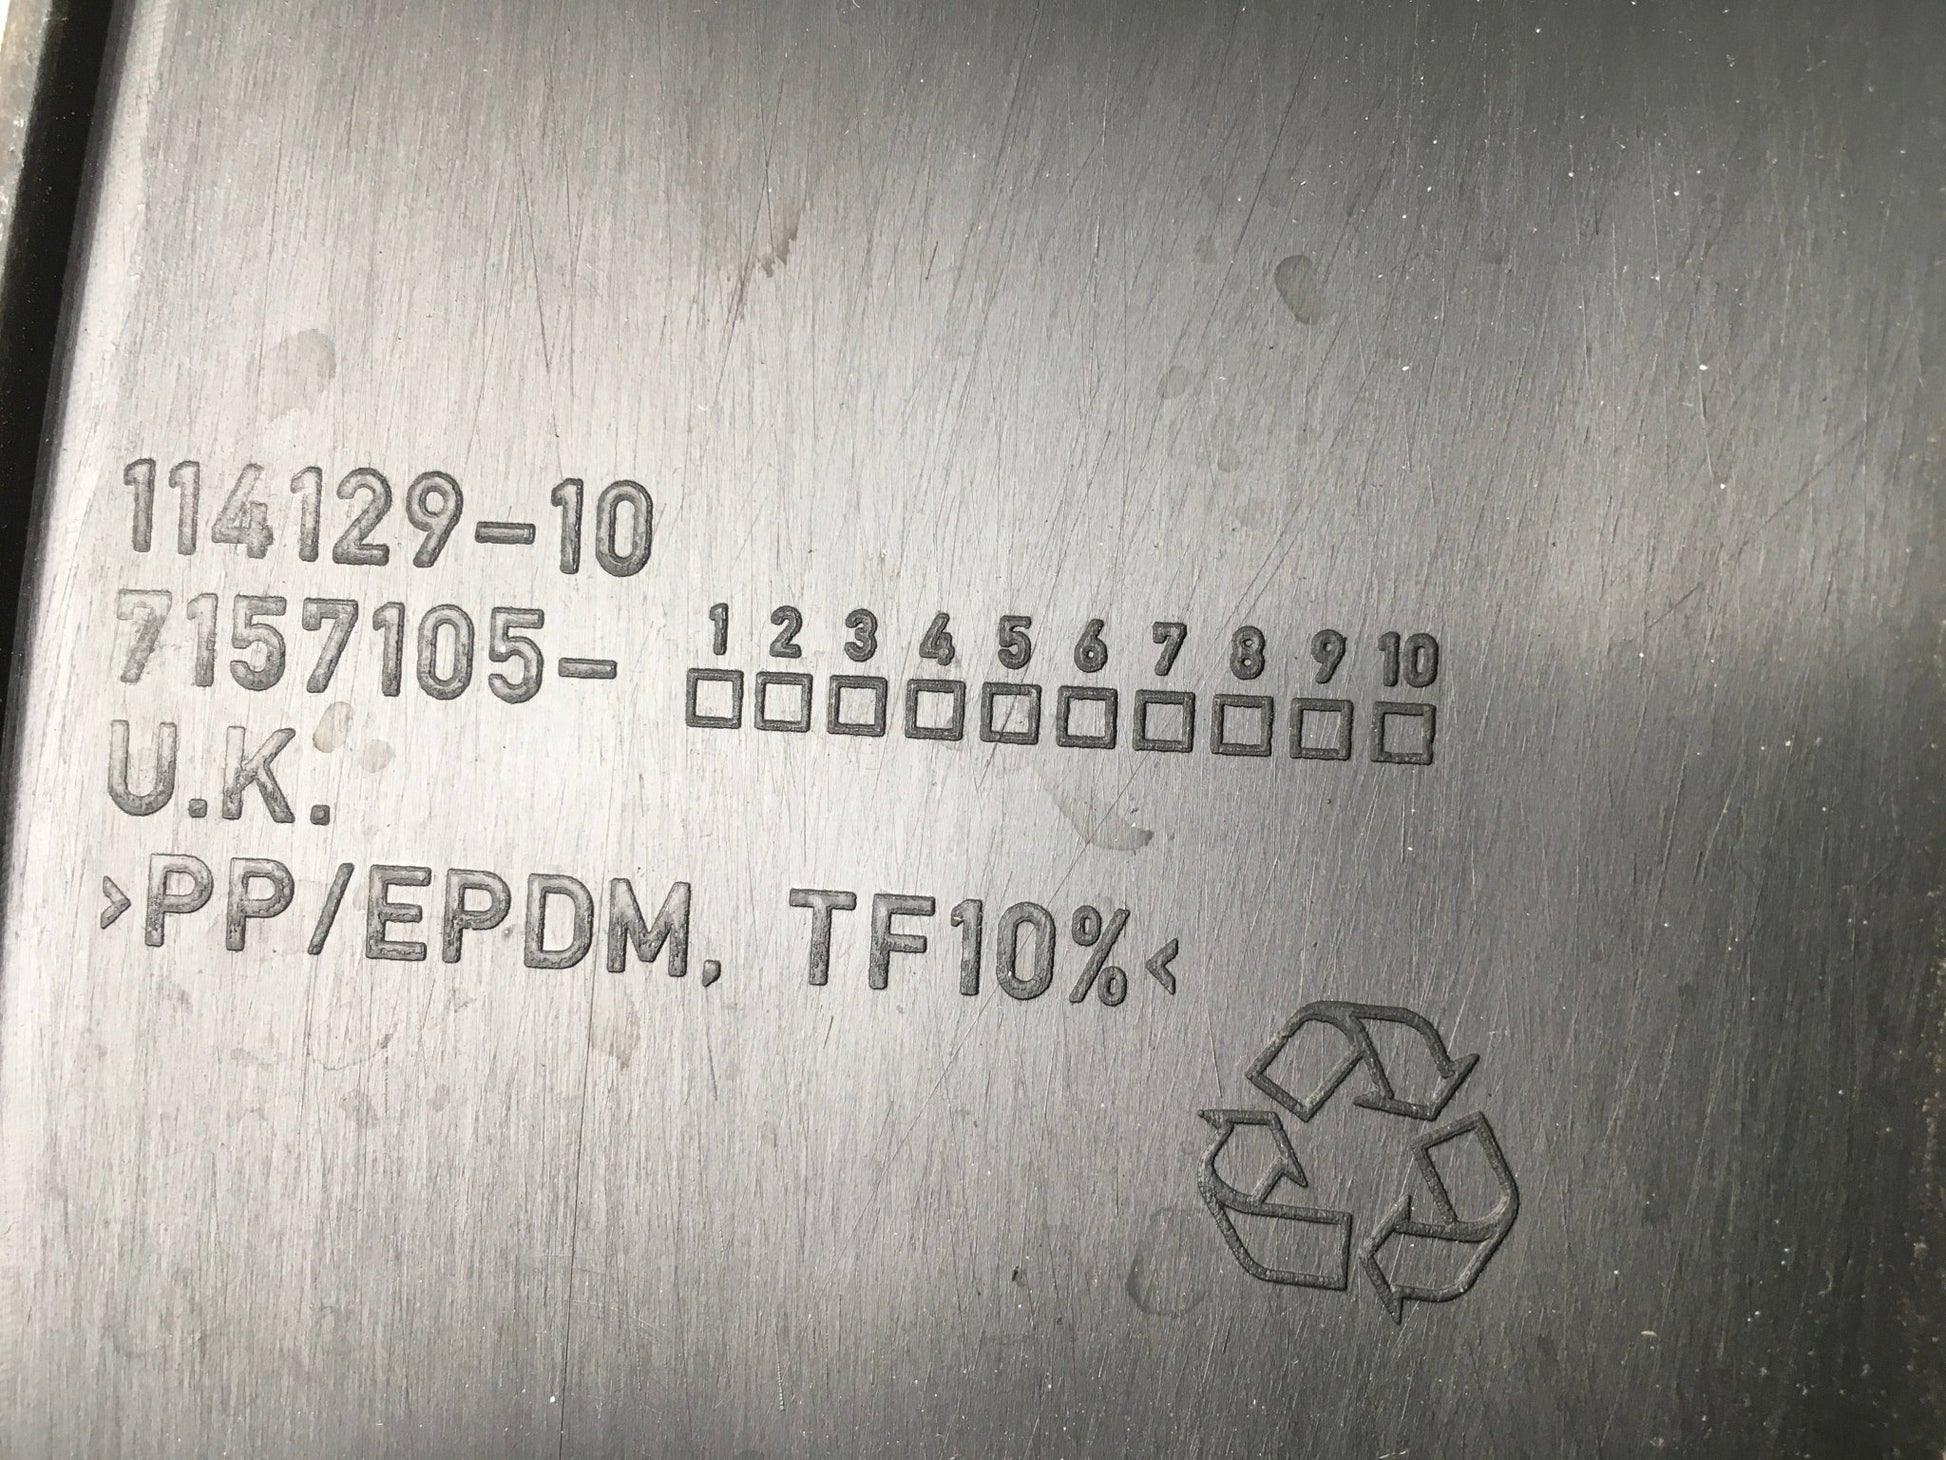 114129-10
7157105- 1 2 3 4 5 6 7 8 9 10
U.K.
>PP/EPDM, TF10%<